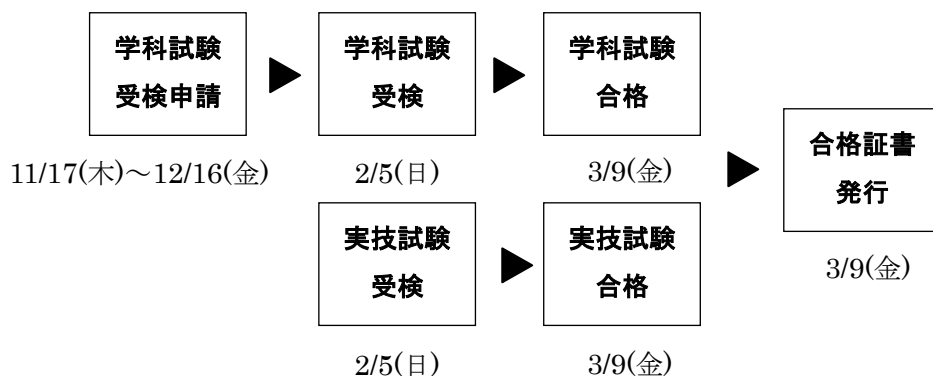 学科試験
受検申請
▶
学科試験
受検
▶
学科試験
合格
11/17(木)～12/16(金)
2/5(日)
3/9(金)
▶
合格証書
発行
3/9(金)
実技試験
受検
▶
実技試験
合格
2/5(日)
3/9(金)